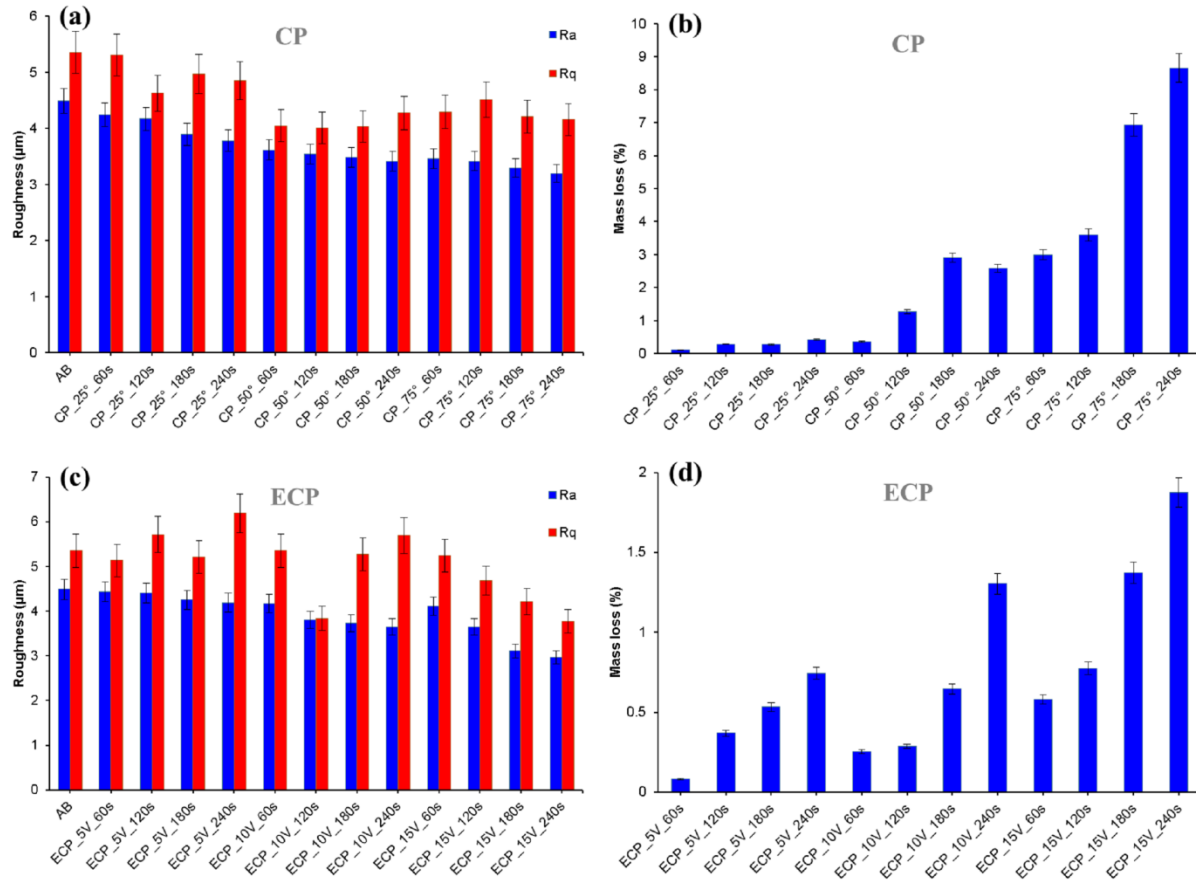 (a)
CP
Ra
Rq
Roughness (µm)
6
5
4
3
2
1
0
AB
CP_25°_60s
CP_25°_120s
CP_25°_180s
CP_25°_240s
CP_50°_60s
CP_50°_120s
CP_50°_180s
CP_50°_240s
CP_75°_60s
CP_75°_120s
CP_75°_180s
CP_75°_240s
(b)
CP
Mass loss (%)
10
9
8
7
6
5
4
3
2
1
0
CP_25°_60s
CP_25°_120s
CP_25°_180s
CP_25°_240s
CP_50°_60s
CP_50°_120s
CP_50°_180s
CP_50°_240s
CP_75°_60s
CP_75°_120s
CP_75°_180s
CP_75°_240s
(c)
ECP
Ra
Rq
Roughness (µm)
7
6
5
4
3
2
1
0
AB
ECP_5V_60s
ECP_5V_120s
ECP_5V_180s
ECP_5V_240s
ECP_10V_60s
ECP_10V_120s
ECP_10V_180s
ECP_10V_240s
ECP_15V_60s
ECP_15V_120s
ECP_15V_180s
ECP_15V_240s
(d)
ECP
Mass loss (%)
2
1.5
1
0.5
0
ECP_5V_60s
ECP_5V_120s
ECP_5V_180s
ECP_5V_240s
ECP_10V_60s
ECP_10V_120s
ECP_10V_180s
ECP_10V_240s
ECP_15V_60s
ECP_15V_120s
ECP_15V_180s
ECP_15V_240s